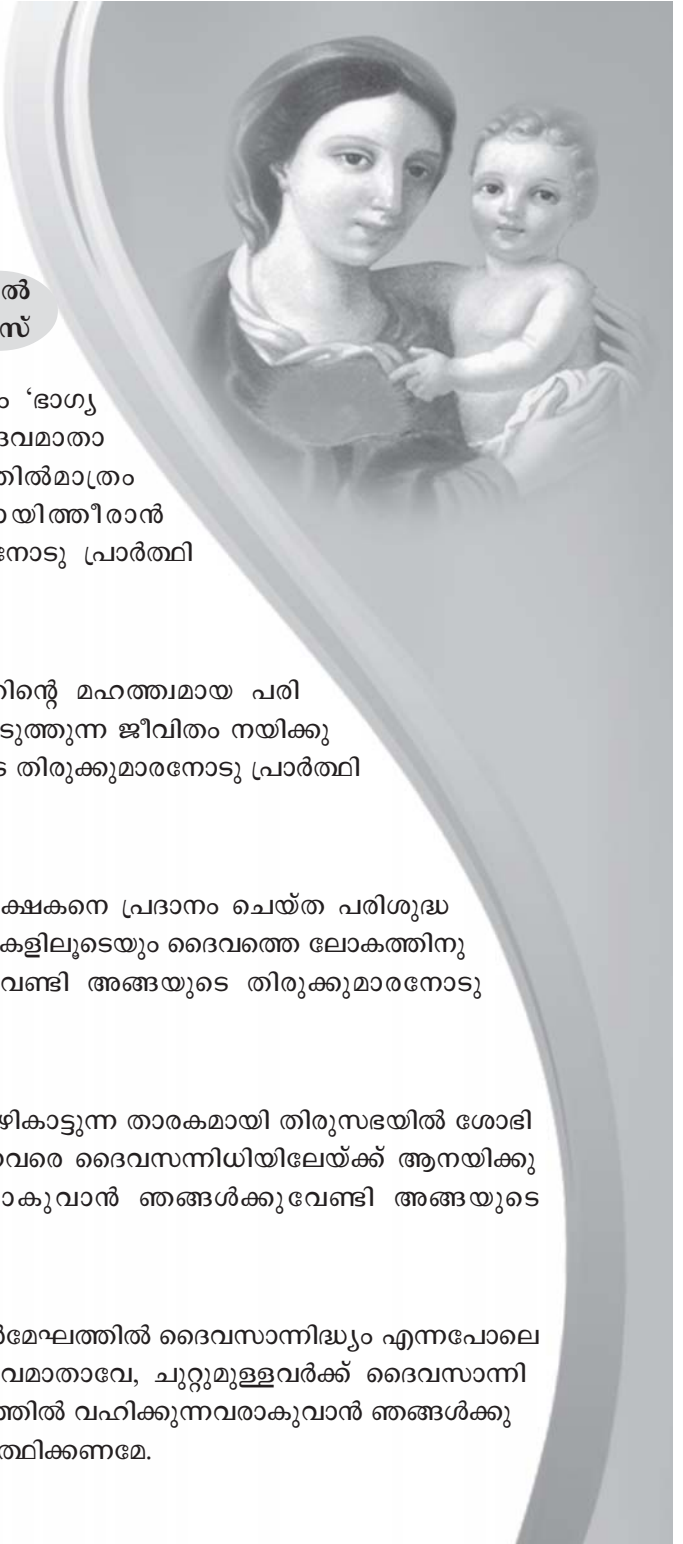 ൽ
സ്
ം ‘ഭാഗ്യ
ദവമാതാ
തിൽമാത്രം
ായിത്തീരാൻ
നോടു പ്രാർത്ഥി
ിന്റെ മഹത്ത്വമായ പരി
ടുത്തുന്ന ജീവിതം നയിക്കു
ട തിരുക്കുമാരനോടു പ്രാർത്ഥി
ക്ഷകനെ പ്രദാനം ചെയ്ത പരിശുദ്ധ
കളിലൂടെയും ദൈവത്തെ ലോകത്തിനു
വേണ്ടി അങ്ങയുടെ തിരുക്കുമാരനോടു
ഴികാട്ടുന്ന താരകമായി തിരുസഭയിൽ ശോഭി
വരെ ദൈവസന്നിധിയിലേയ്ക്ക് ആനയിക്കു
ാകുവാൻ ഞങ്ങൾക്കുവേണ്ടി അങ്ങയുടെ
ർമേഘത്തിൽ ദൈവസാന്നിദ്ധ്യം എന്നപോലെ
വമാതാവേ, ചുറ്റുമുള്ളവർക്ക് ദൈവസാന്നി
ത്തിൽ വഹിക്കുന്നവരാകുവാൻ ഞങ്ങൾക്കു
ത്ഥിക്കണമേ.